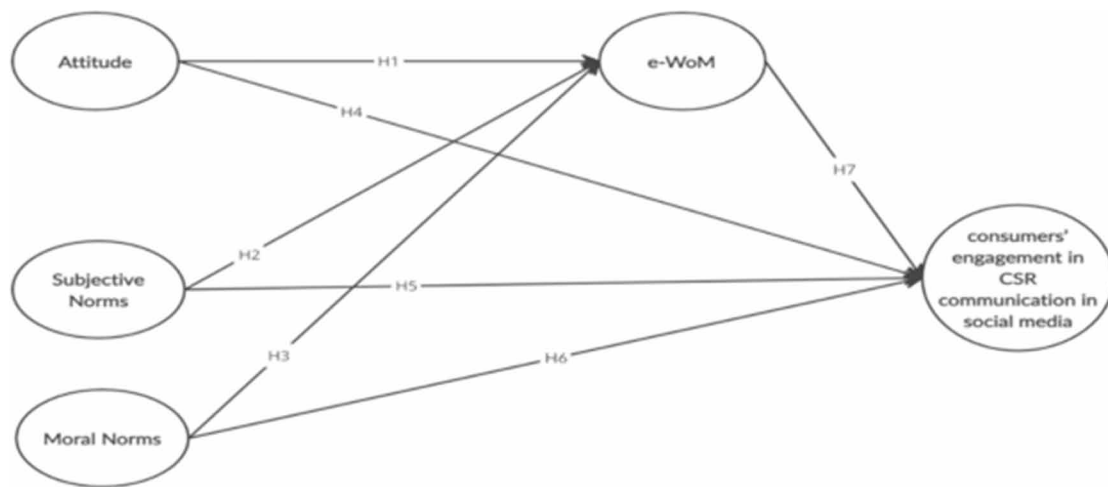 Attitude
H1
e-WoM
H4
H7
H2
Subjective
Norms
H5
consumers'
engagement in
CSR
communication in
social media
H3
H6
Moral Norms